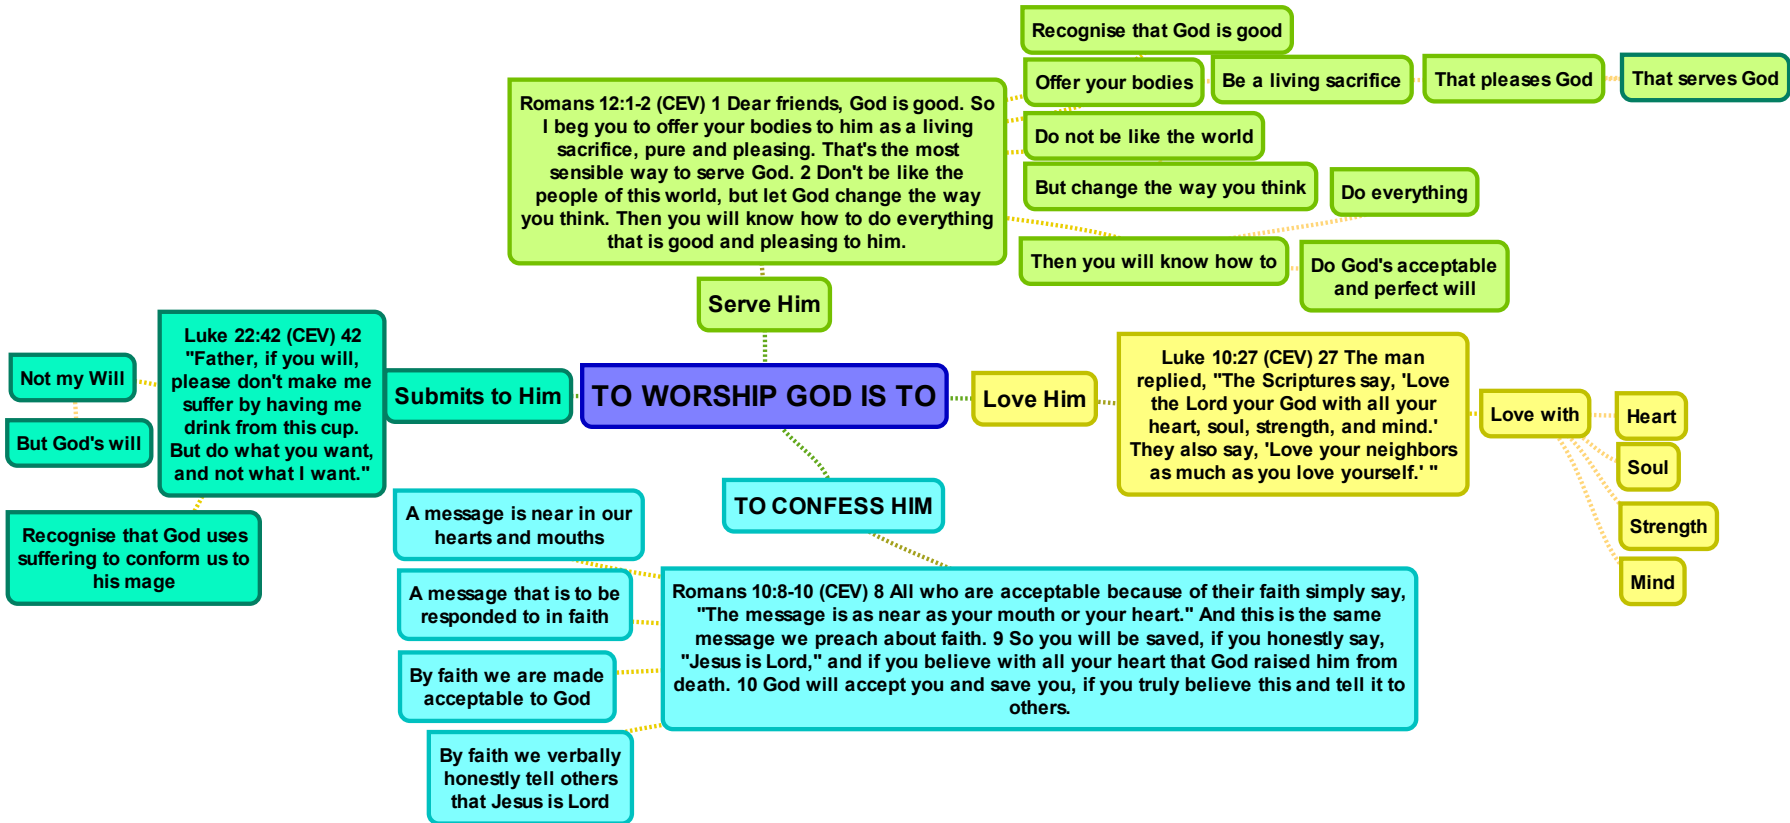 Recognise that God is good
Offer your bodies
Be a living sacrifice
That pleases God
That serves God
Romans 12:1-2 (CEV) 1 Dear friends, God is good. So
I beg you to offer your bodies to him as a living
sacrifice, pure and pleasing. That's the most
sensible way to serve God. 2 Don't be like the
people of this world, but let God change the way
you think. Then you will know how to do everything
that is good and pleasing to him.
Do not be like the world
But change the way you think
Do everything
Then you will know how to
Do God's acceptable
and perfect will
Serve Him
Luke 22:42 (CEV) 42
"Father, if you will,
please don't make me
suffer by having me
drink from this cup.
But do what you want,
and not what I want."
Not my Will
But God's will
Recognise that God uses
suffering to conform us to
his mage
Submits to Him
TO WORSHIP GOD IS TO
Love Him
Luke 10:27 (CEV) 27 The man
replied, "The Scriptures say, 'Love
the Lord your God with all your
heart, soul, strength, and mind.'
They also say, 'Love your neighbors
as much as you love yourself.' "
Love with
Heart
Soul
Strength
Mind
TO CONFESS HIM
A message is near in our
hearts and mouths
A message that is to be
responded to in faith
By faith we are made
acceptable to God
By faith we verbally
honestly tell others
that Jesus is Lord
Romans 10:8-10 (CEV) 8 All who are acceptable because of their faith simply say,
"The message is as near as your mouth or your heart." And this is the same
message we preach about faith. 9 So you will be saved, if you honestly say,
"Jesus is Lord," and if you believe with all your heart that God raised him from
death. 10 God will accept you and save you, if you truly believe this and tell it to
others.